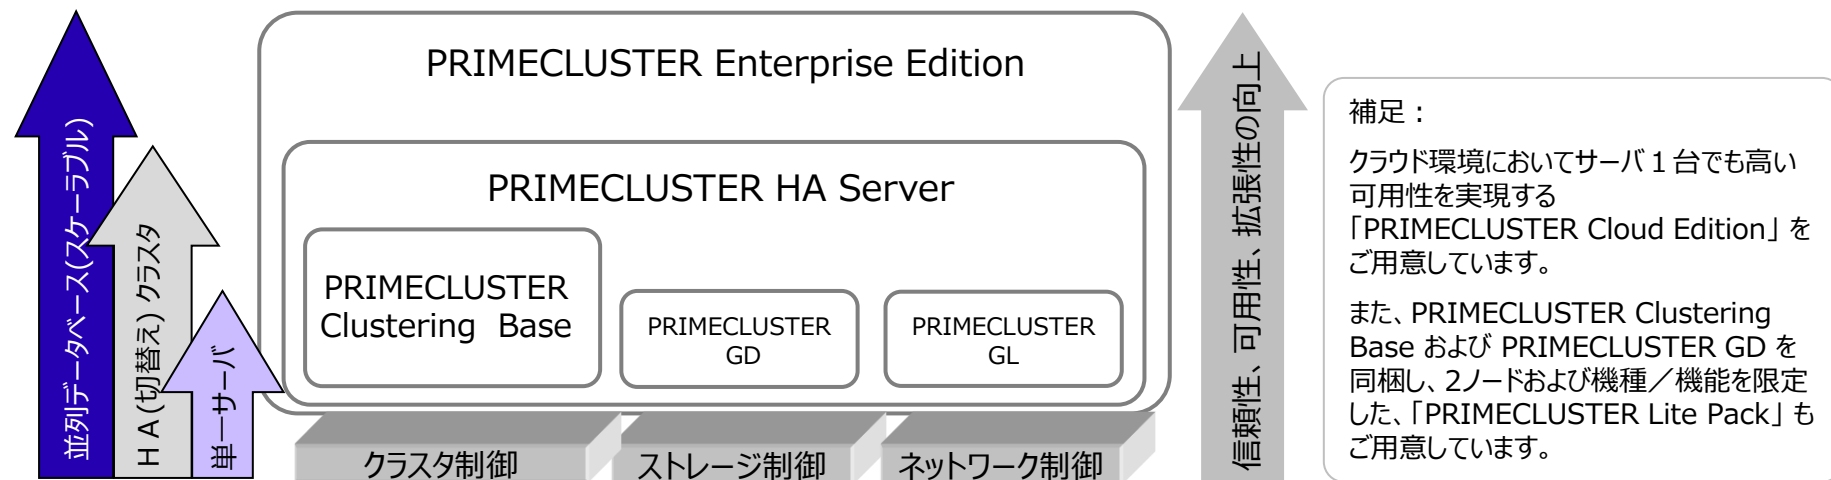 並列データベース(スケーラブル)
ＨＡ(切替え) クラスタ
単一サーバ
PRIMECLUSTER Enterprise Edition
PRIMECLUSTER HA Server
PRIMECLUSTER
Clustering Base
PRIMECLUSTER
GD
PRIMECLUSTER
GL
クラスタ制御
ストレージ制御
ネットワーク制御
信頼性、可用性、拡張性の向上
補足：
クラウド環境においてサーバ１台でも高い
可用性を実現する
「PRIMECLUSTER Cloud Edition」を
ご用意しています。
また、PRIMECLUSTER Clustering
Base および PRIMECLUSTER GD を
同梱し、2ノードおよび機種／機能を限定
した、「PRIMECLUSTER Lite Pack」も
ご用意しています。